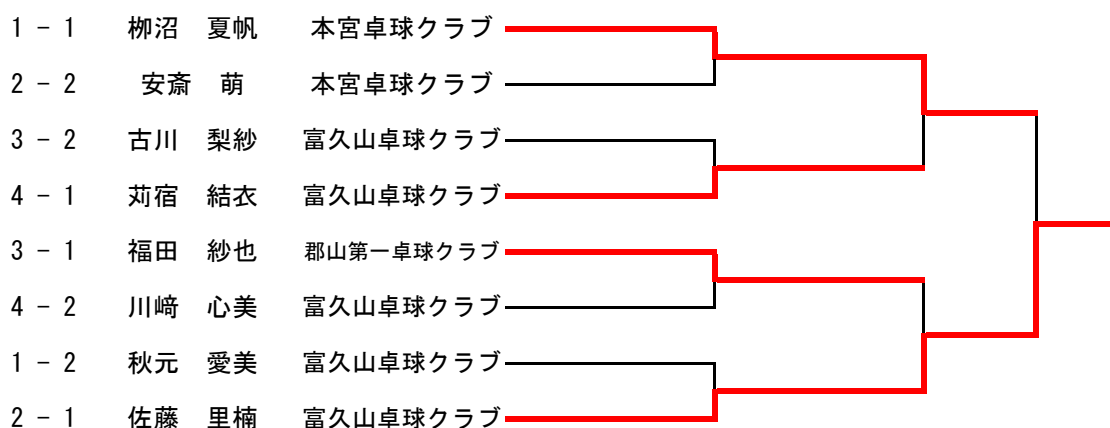 1 － 1 栁沼 夏帆 本宮卓球クラブ
2 － 2 安斎 萌 本宮卓球クラブ
3 － 2 古川 梨紗 富久山卓球クラブ
4 － 1 苅宿 結衣 富久山卓球クラブ
3 － 1 福田 紗也 郡山第一卓球クラブ
4 － 2 川﨑 心美 富久山卓球クラブ
1 － 2 秋元 愛美 富久山卓球クラブ
2 － 1 佐藤 里楠 富久山卓球クラブ